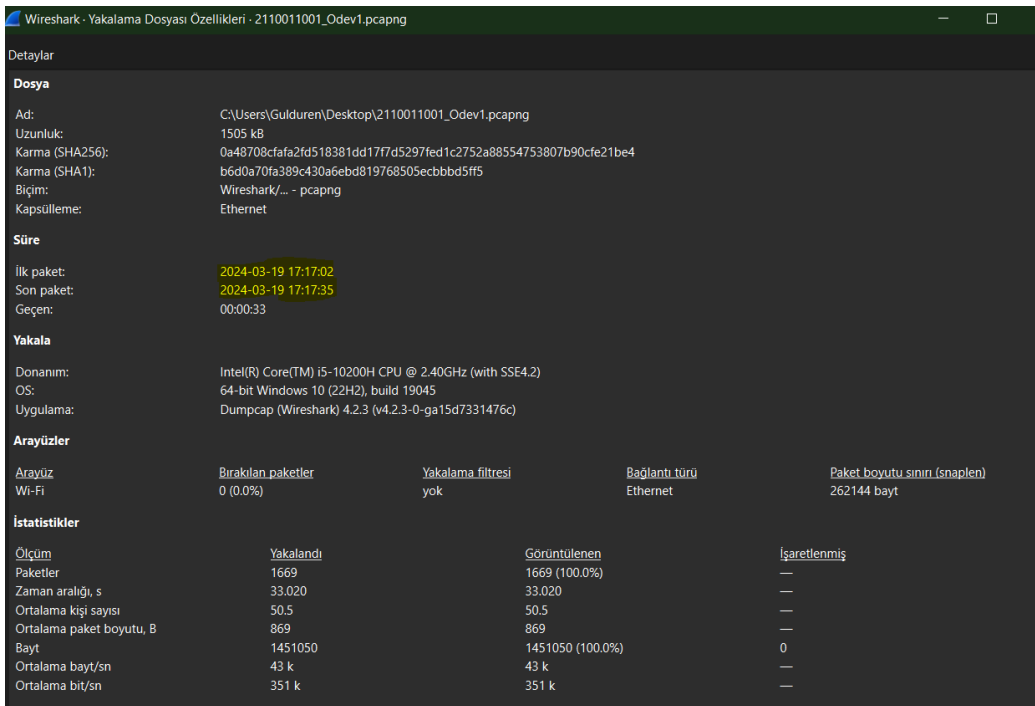 Wireshark · Yakalama Dosyası Özellikleri · 2110011001_Odev1.pcapng
Detaylar
Dosya
Ad: C:\Users\Gulduren\Desktop\2110011001_Odev1.pcapng
Uzunluk: 1505 kB
Karma (SHA256): 0a48708cfafa2fd518381dd17f7d5297fed1c2752a88554753807b90cfe21be4
Karma (SHA1): b6d0a70fa389c430a6ebd819768505ecbbbd5ff5
Biçim: Wireshark/... - pcapng
Kapsülleme: Ethernet
Süre
İlk paket: 2024-03-19 17:17:02
Son paket: 2024-03-19 17:17:35
Geçen: 00:00:33
Yakala
Donanım: Intel(R) Core(TM) i5-10200H CPU @ 2.40GHz (with SSE4.2)
OS: 64-bit Windows 10 (22H2), build 19045
Uygulama: Dumpcap (Wireshark) 4.2.3 (v4.2.3-0-ga15d7331476c)
Arayüzler
Arayüz Bırakılan paketler Yakalama filtresi Bağlantı türü Paket boyutu sınırı (snaplen)
Wi-Fi 0 (0.0%) yok Ethernet 262144 bayt
İstatistikler
Ölçüm Yakalandı Görüntülenen İşaretlenmiş
Paketler 1669 1669 (100.0%) —
Zaman aralığı, s 33.020 33.020 —
Ortalama kişi sayısı 50.5 50.5 —
Ortalama paket boyutu, B 869 869 —
Bayt 1451050 1451050 (100.0%) 0
Ortalama bayt/sn 43 k 43 k —
Ortalama bit/sn 351 k 351 k —